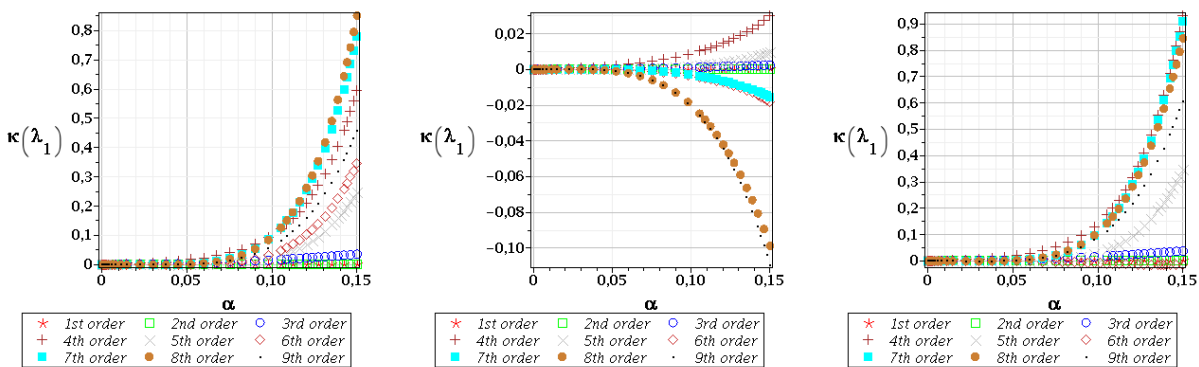 0,8
0,7
0,6
0,5
κ(λ1)
0,4
0,3
0,2
0,1
0
0 0,05 0,10 0,15
α
1st order 2nd order 3rd order
4th order 5th order 6th order
7th order 8th order 9th order
0,02
0
−0,02
κ(λ1)
−0,04
−0,06
−0,08
−0,10
0 0,05 0,10 0,15
α
1st order 2nd order 3rd order
4th order 5th order 6th order
7th order 8th order 9th order
0,9
0,8
0,7
0,6
κ(λ1)
0,5
0,4
0,3
0,2
0,1
0
0 0,05 0,10 0,15
α
1st order 2nd order 3rd order
4th order 5th order 6th order
7th order 8th order 9th order